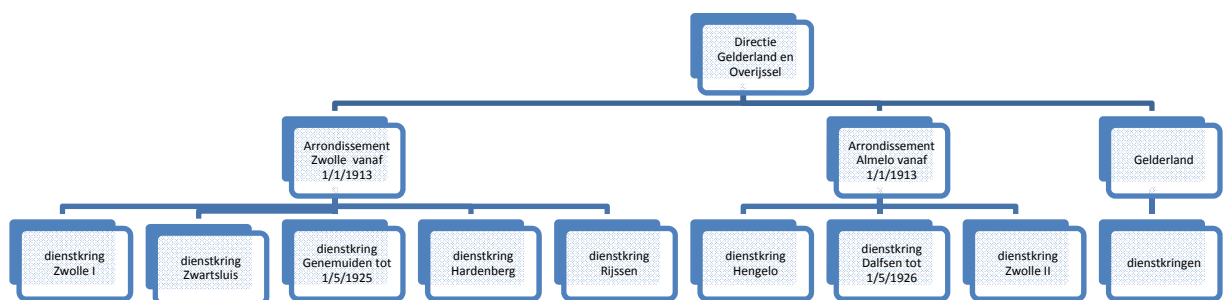 Directie
Gelderland en
Overijssel
Arrondissement
Zwolle vanaf
1/1/1913
Arrondissement
Almelo vanaf
1/1/1913
Gelderland
dienstkring
Zwolle I
dienstkring
Zwartsluis
dienstkring
Genemuiden tot
1/5/1925
dienstkring
Hardenberg
dienstkring
Rijssen
dienstkring
Hengelo
dienstkring
Dalfsen tot
1/5/1926
dienstkring
Zwolle II
dienstkringen